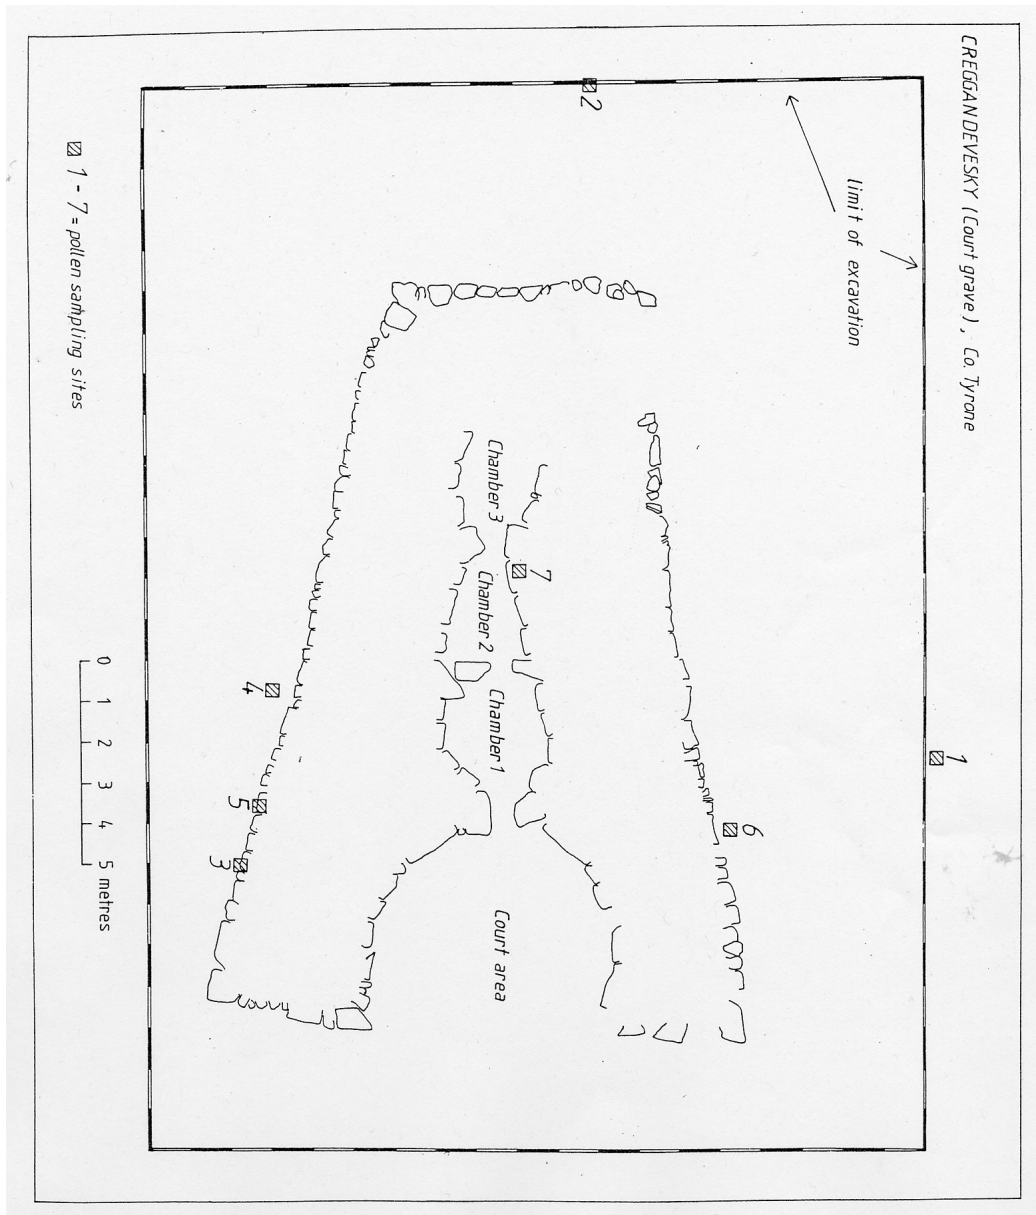 CREGGANDEVESKY (Court grave), Co. Tyrone
limit of excavation
1
2
6
7
Chamber 3
Chamber 2
Chamber 1
Court area
4
5
3
0 1 2 3 4 5 metres
1 - 7 = pollen sampling sites